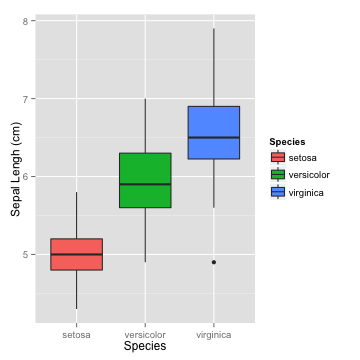 8
7
6
5
Sepal Lengh (cm)
setosa
versicolor
virginica
Species
Species
setosa
versicolor
virginica